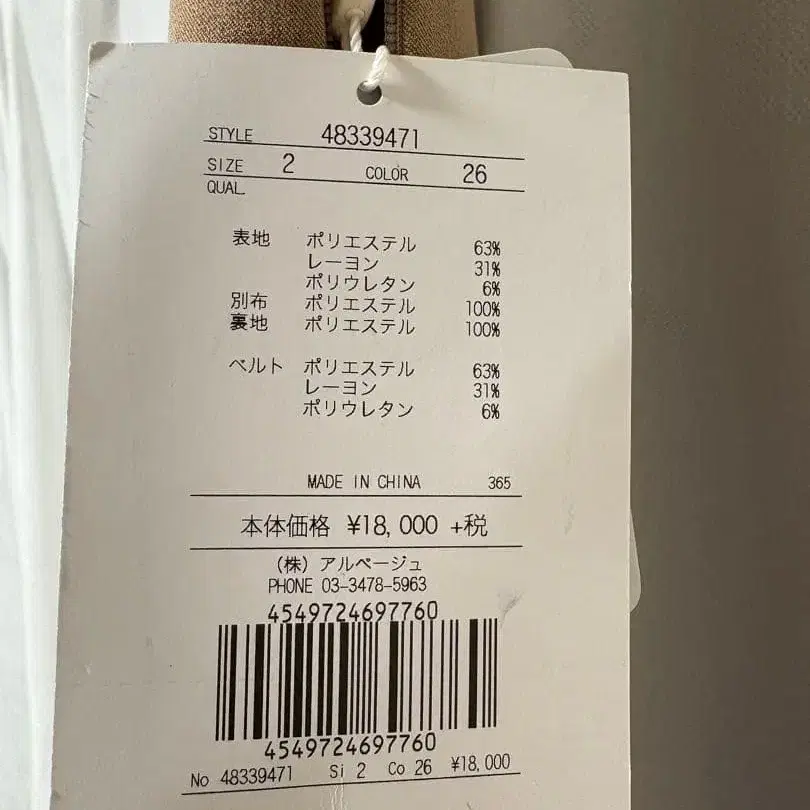 STYLE 48339471
SIZE 2 COLOR 26
QUAL.
表地 ポリエステル 63%
レーヨン 31%
ポリウレタン 6%
別布 ポリエステル 100%
裏地 ポリエステル 100%
ベルト ポリエステル 63%
レーヨン 31%
ポリウレタン 6%
MADE IN CHINA 365
本体価格 ¥18,000 +税
(株) アルページュ
PHONE 03-3478-5963
4549724697760
4549724697760
No 48339471 Si 2 Co 26 ¥18,000